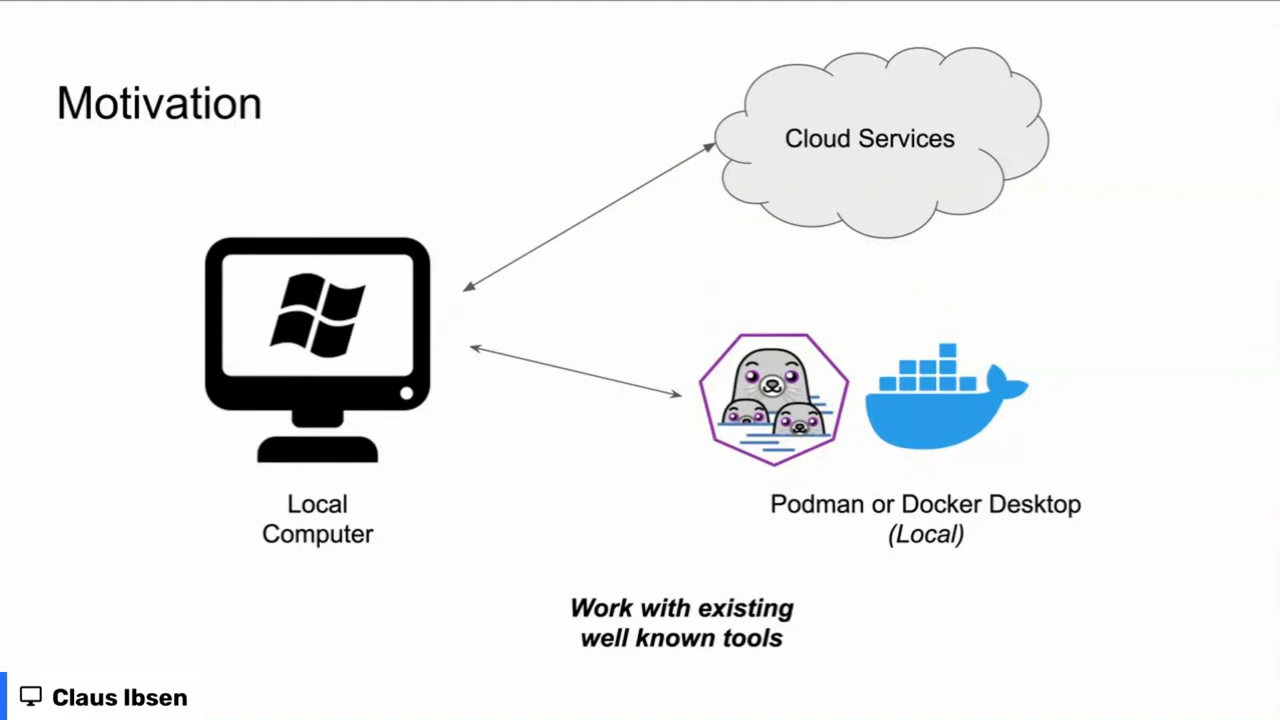 Motivation
Cloud Services
Local
Computer
Podman or Docker Desktop
(Local)
Work with existing
well known tools
Claus Ibsen